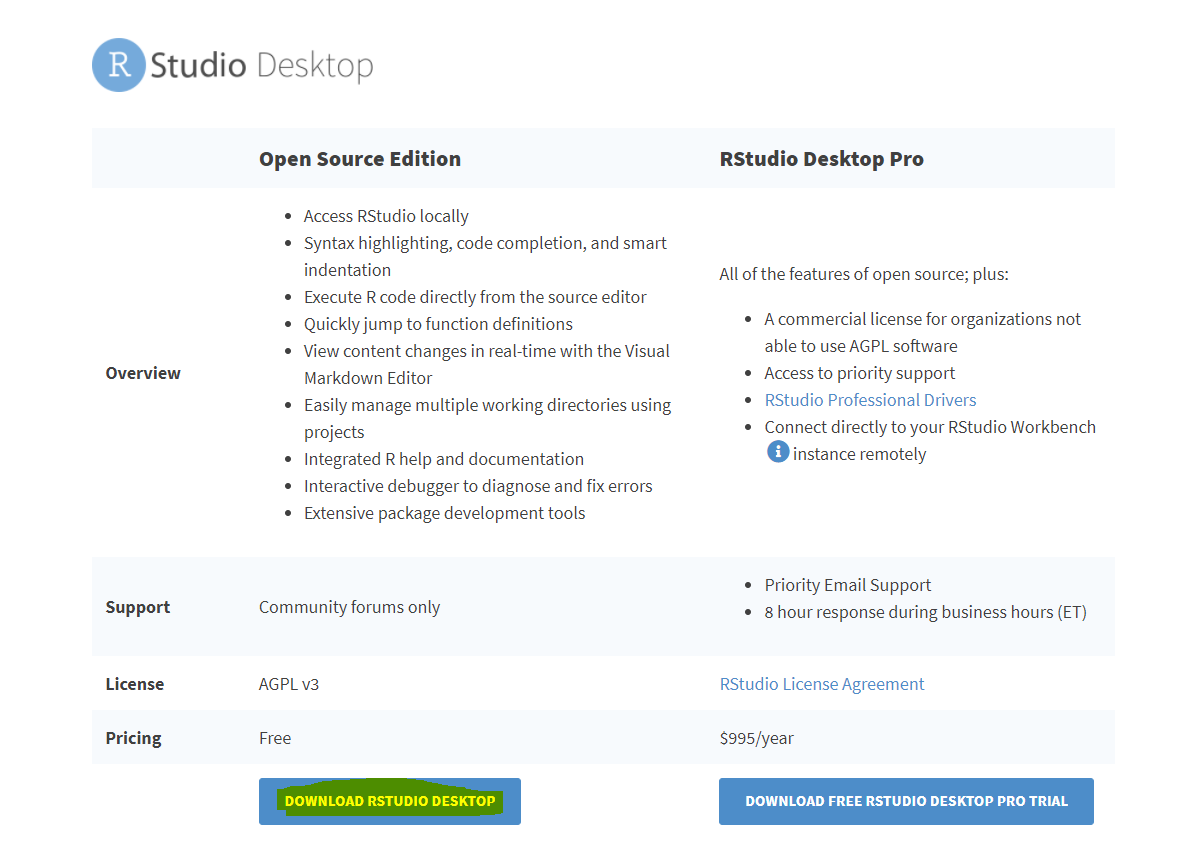 R Studio Desktop
Open Source Edition
RStudio Desktop Pro
Overview
• Access RStudio locally
• Syntax highlighting, code completion, and smart
indentation
• Execute R code directly from the source editor
• Quickly jump to function definitions
• View content changes in real-time with the Visual
Markdown Editor
• Easily manage multiple working directories using
projects
• Integrated R help and documentation
• Interactive debugger to diagnose and fix errors
• Extensive package development tools
All of the features of open source; plus:
• A commercial license for organizations not
able to use AGPL software
• Access to priority support
• RStudio Professional Drivers
• Connect directly to your RStudio Workbench
i instance remotely
Support
Community forums only
• Priority Email Support
• 8 hour response during business hours (ET)
License
AGPL v3
RStudio License Agreement
Pricing
Free
$995/year
DOWNLOAD RSTUDIO DESKTOP
DOWNLOAD FREE RSTUDIO DESKTOP PRO TRIAL